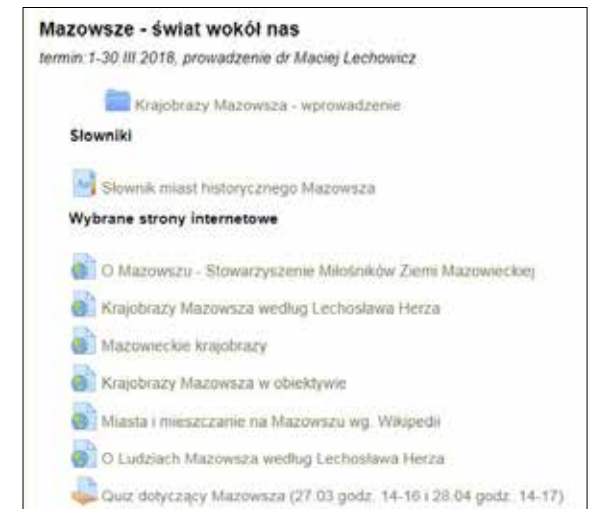 Mazowsze - świat wokół nas
termin:1-30 III 2018, prowadzenie dr Maciej Lechowicz
Krajobrazy Mazowsza - wprowadzenie
Słowniki
Słownik miast historycznego Mazowsza
Wybrane strony internetowe
O Mazowszu - Stowarzyszenie Miłośników Ziemi Mazowieckiej
Krajobrazy Mazowsza według Lechosława Herza
Mazowieckie krajobrazy
Krajobrazy Mazowsza w obiektywie
Miasta i mieszczanie na Mazowszu wg. Wikipedii
O Ludziach Mazowsza według Lechosława Herza
Quiz dotyczący Mazowsza (27.03 godz. 14-16 i 28.04 godz. 14-17)